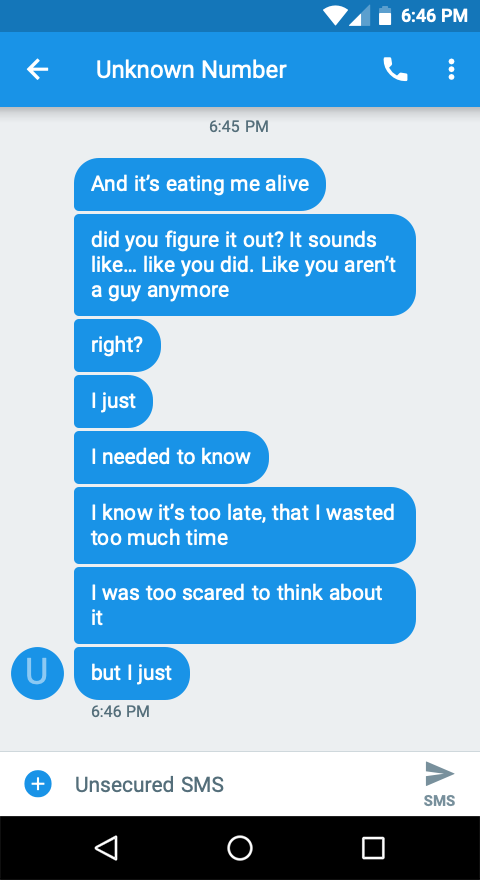 6:46 PM
Unknown Number
6:45 PM
And it’s eating me alive
did you figure it out? It sounds
like… like you did. Like you aren’t
a guy anymore
right?
I just
I needed to know
I know it’s too late, that I wasted
too much time
I was too scared to think about
it
U
but I just
6:46 PM
Unsecured SMS
SMS